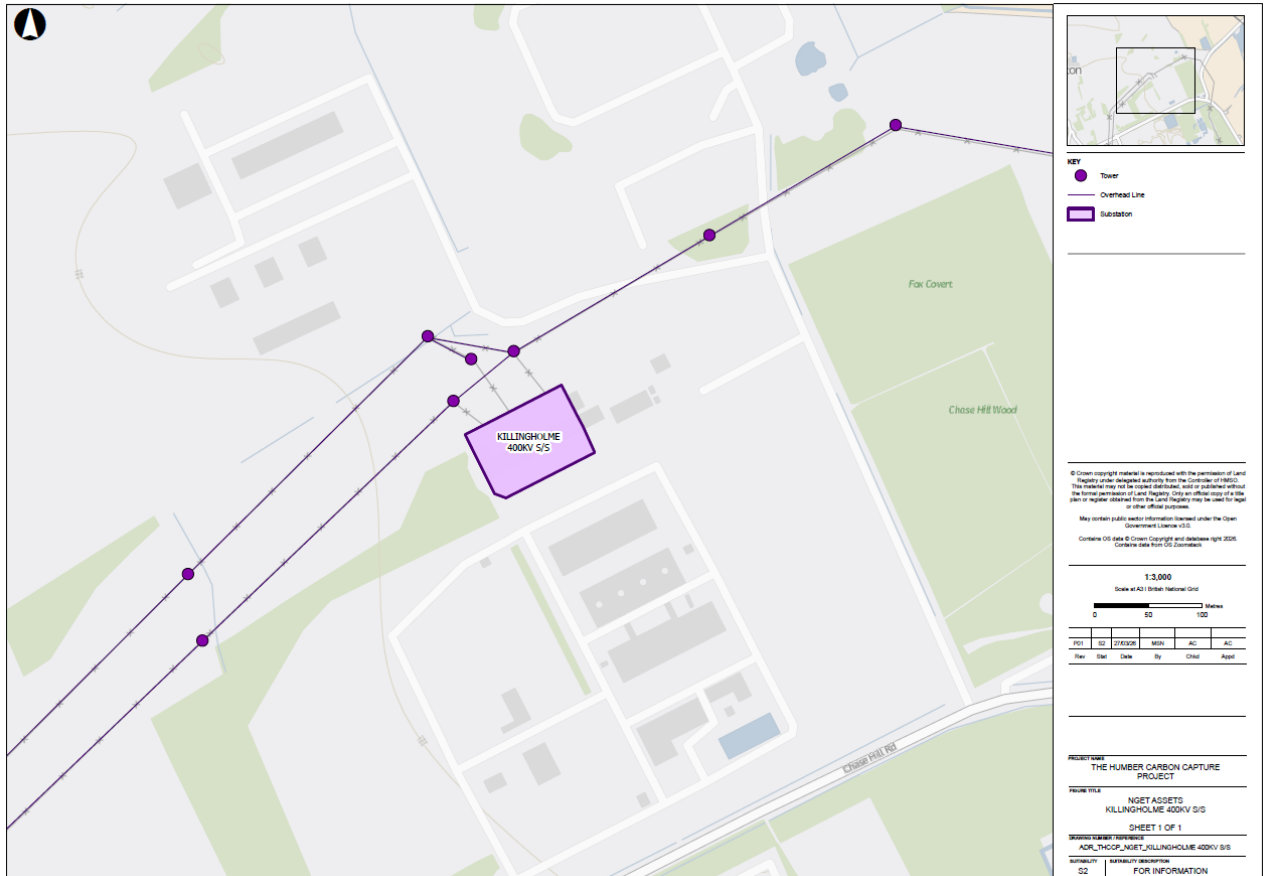 Fox Covert
Chase Hill Wood
KILLINGHOLME
400KV S/S
Chase Hill Rd
KEY
Tower
Overhead Line
Substation
© Crown copyright material is reproduced with the permission of Land
Registry under delegated authority from the Controller of HMSO.
This material may not be copied distributed, sold or published without
the formal permission of Land Registry. Only an official copy of a title
plan or register obtained from the Land Registry may be used for legal
or other official purposes.
May contain public sector information licensed under the Open
Government Licence v3.0.
Contains OS data © Crown Copyright and database right 2026.
Contains data from OS Zoomstack
1:3,000
Scale at A3 | British National Grid
Metres
0 50 100
P01 S2 27/03/26 MSN AC AC
Rev Stat Date By Chkd Appd
PROJECT NAME
THE HUMBER CARBON CAPTURE
PROJECT
FIGURE TITLE
NGET ASSETS
KILLINGHOLME 400KV S/S
SHEET 1 OF 1
DRAWING NUMBER / REFERENCE
ADR_THCCP_NGET_KILLINGHOLME 400KV S/S
SUITABILITY SUITABILITY DESCRIPTION
S2 FOR INFORMATION